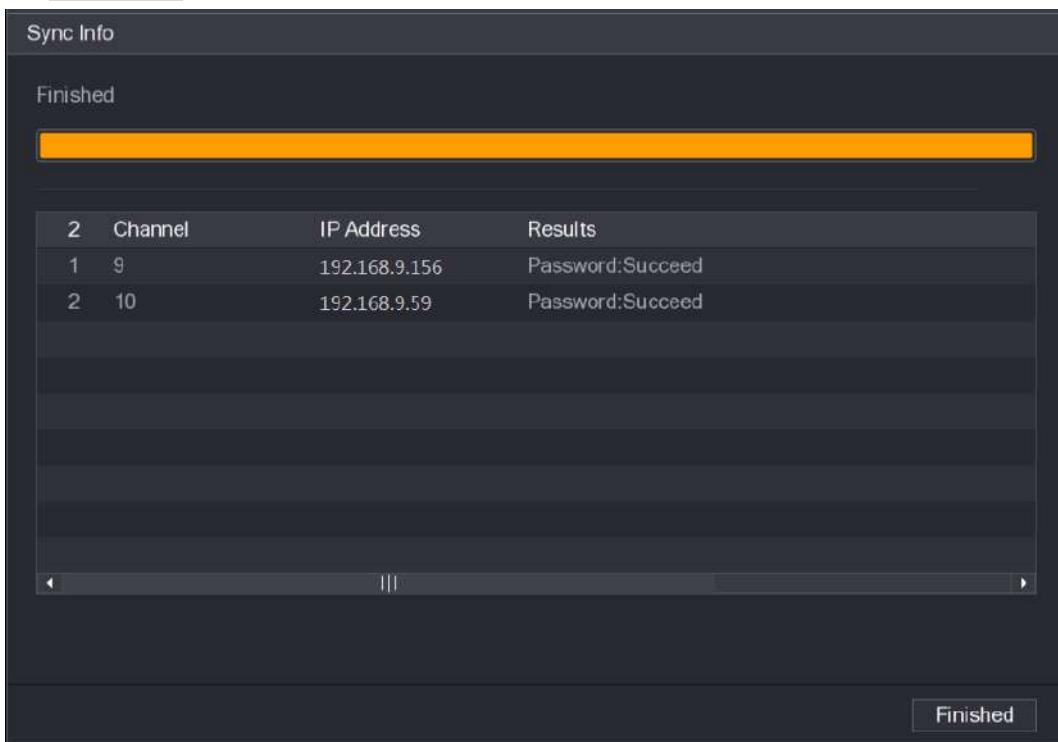 Sync Info
Finished
2 Channel IP Address Results
1 9 192.168.9.156 Password:Succeed
2 10 192.168.9.59 Password:Succeed
Finished